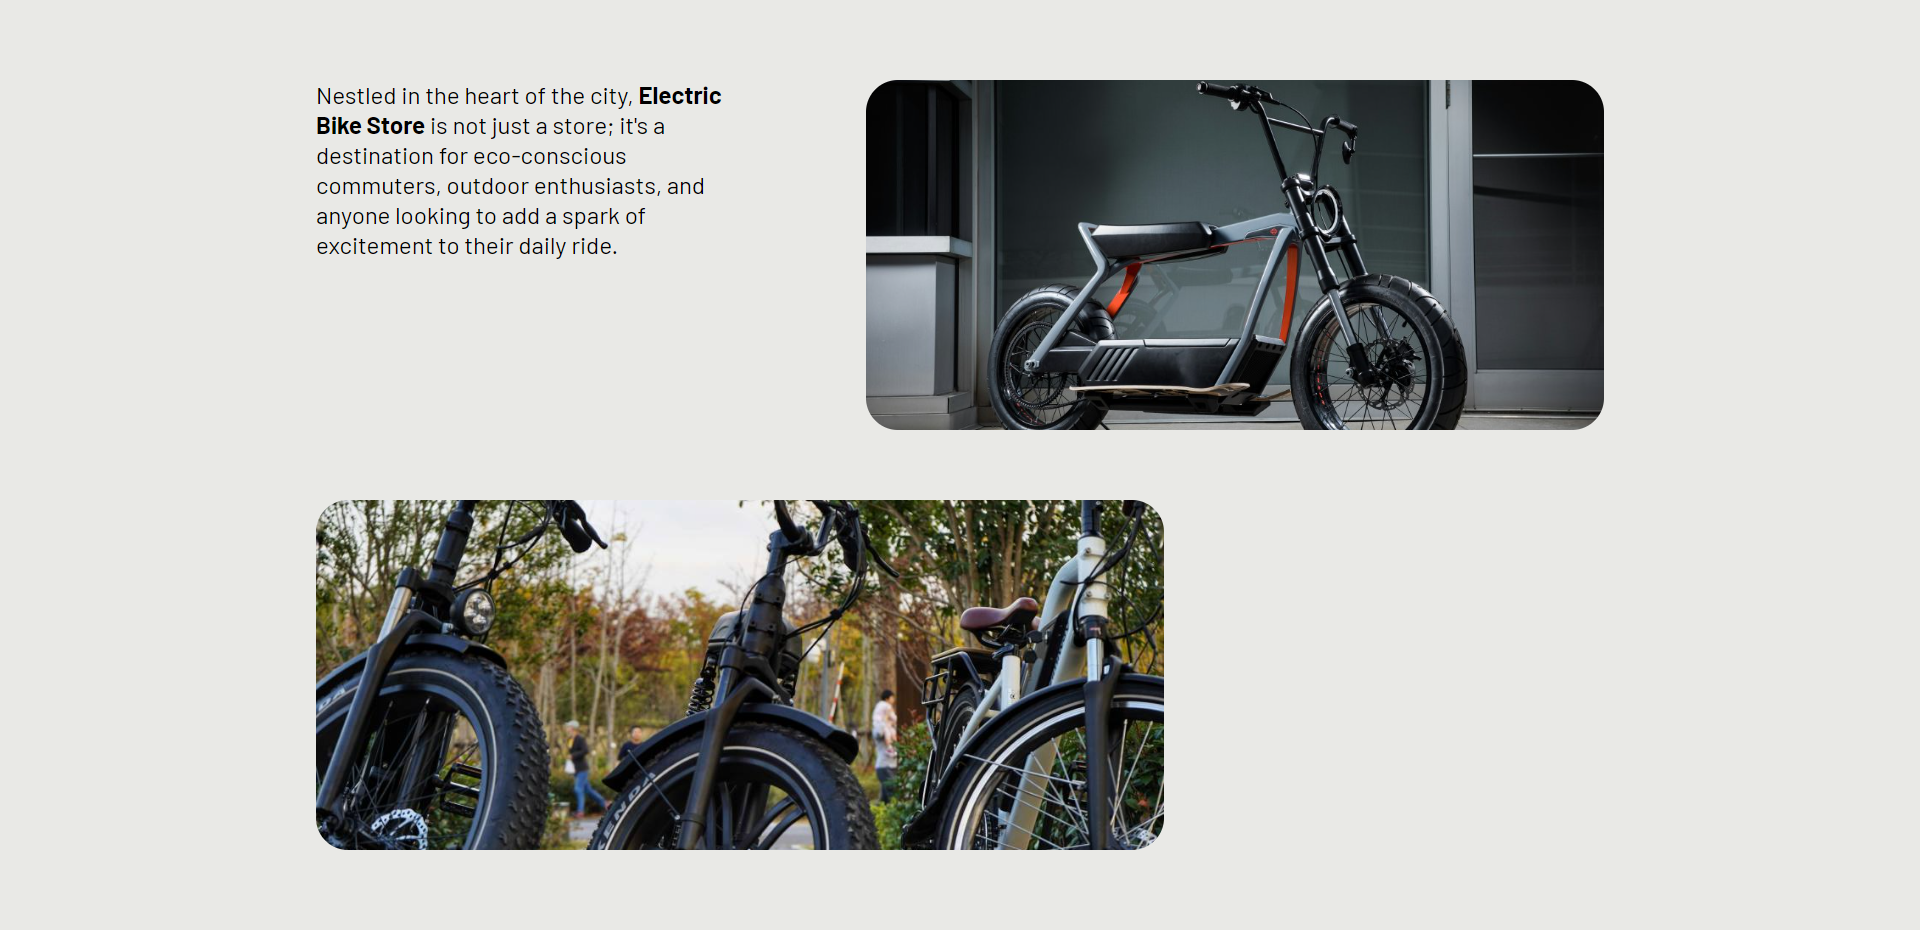 Nestled in the heart of the city, Electric
Bike Store is not just a store; it's a
destination for eco-conscious
commuters, outdoor enthusiasts, and
anyone looking to add a spark of
excitement to their daily ride.
KENDA